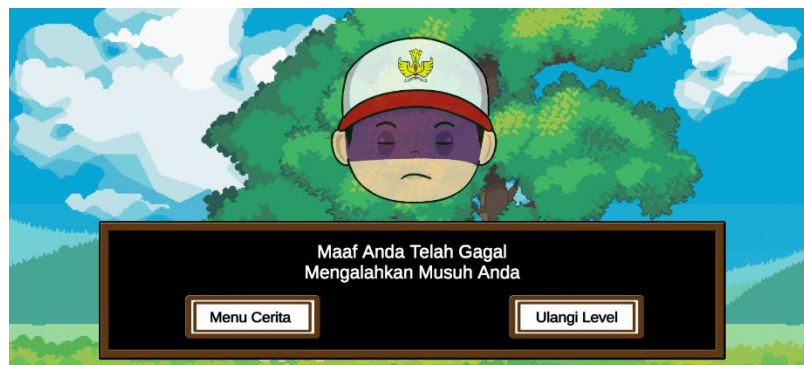 Maaf Anda Telah Gagal
Mengalahkan Musuh Anda
Menu Cerita
Ulangi Level